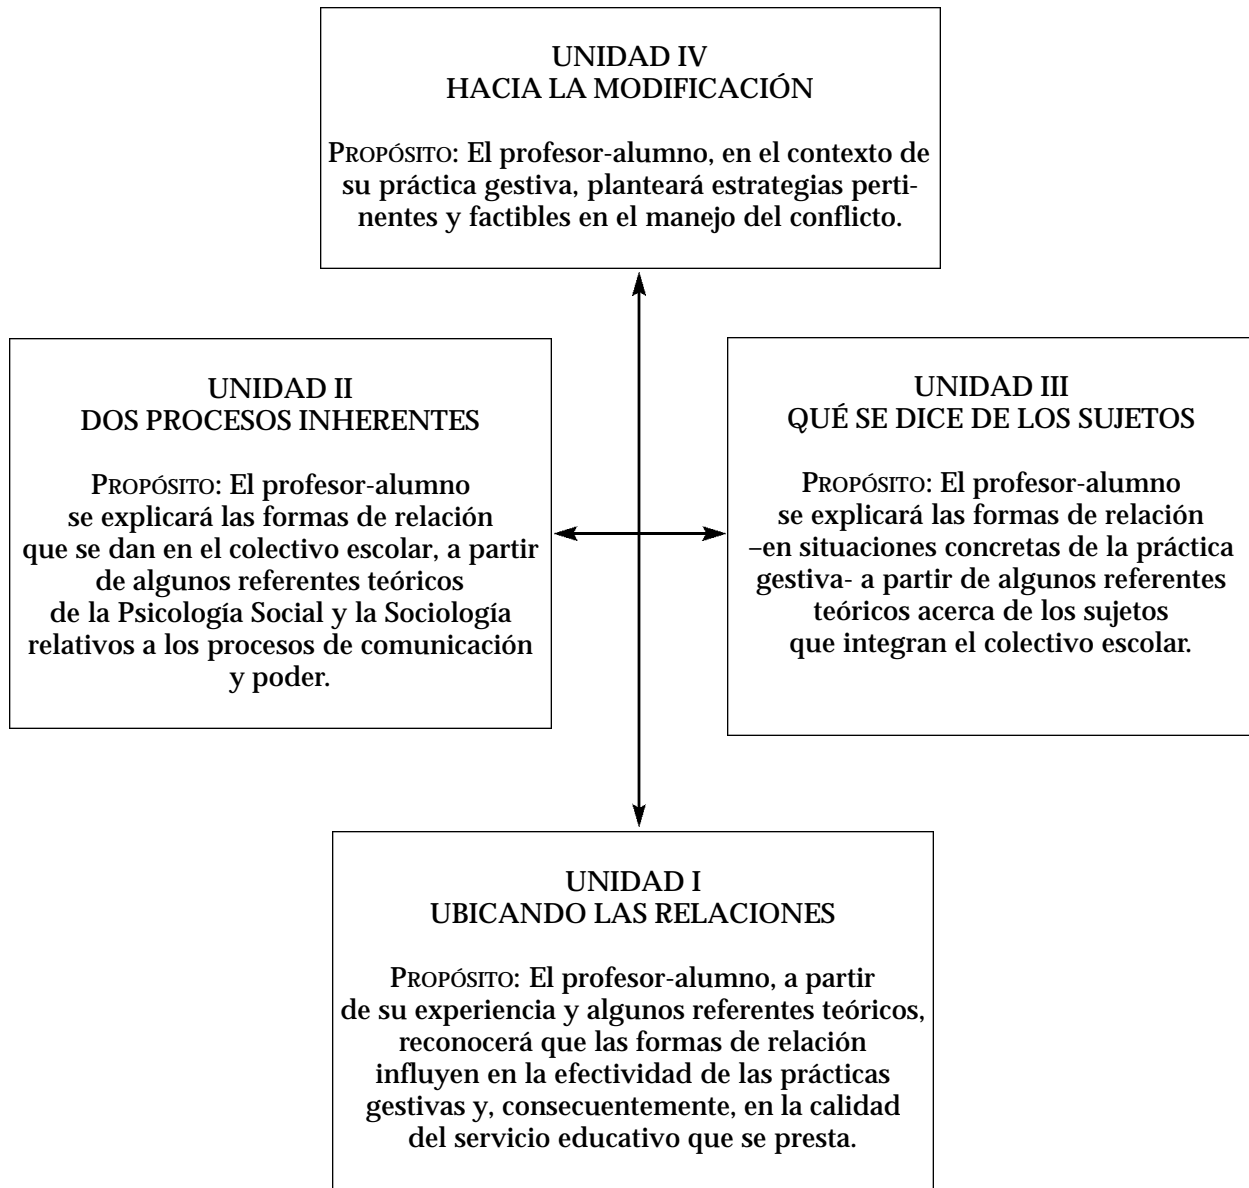 UNIDAD IV
HACIA LA MODIFICACIÓN
PROPÓSITO: El profesor-alumno, en el contexto de
su práctica gestiva, planteará estrategias perti-
nentes y factibles en el manejo del conflicto.
UNIDAD II
DOS PROCESOS INHERENTES
PROPÓSITO: El profesor-alumno
se explicará las formas de relación
que se dan en el colectivo escolar, a partir
de algunos referentes teóricos
de la Psicología Social y la Sociología
relativos a los procesos de comunicación
y poder.
UNIDAD III
QUÉ SE DICE DE LOS SUJETOS
PROPÓSITO: El profesor-alumno
se explicará las formas de relación
–en situaciones concretas de la práctica
gestiva- a partir de algunos referentes
teóricos acerca de los sujetos
que integran el colectivo escolar.
UNIDAD I
UBICANDO LAS RELACIONES
PROPÓSITO: El profesor-alumno, a partir
de su experiencia y algunos referentes teóricos,
reconocerá que las formas de relación
influyen en la efectividad de las prácticas
gestivas y, consecuentemente, en la calidad
del servicio educativo que se presta.